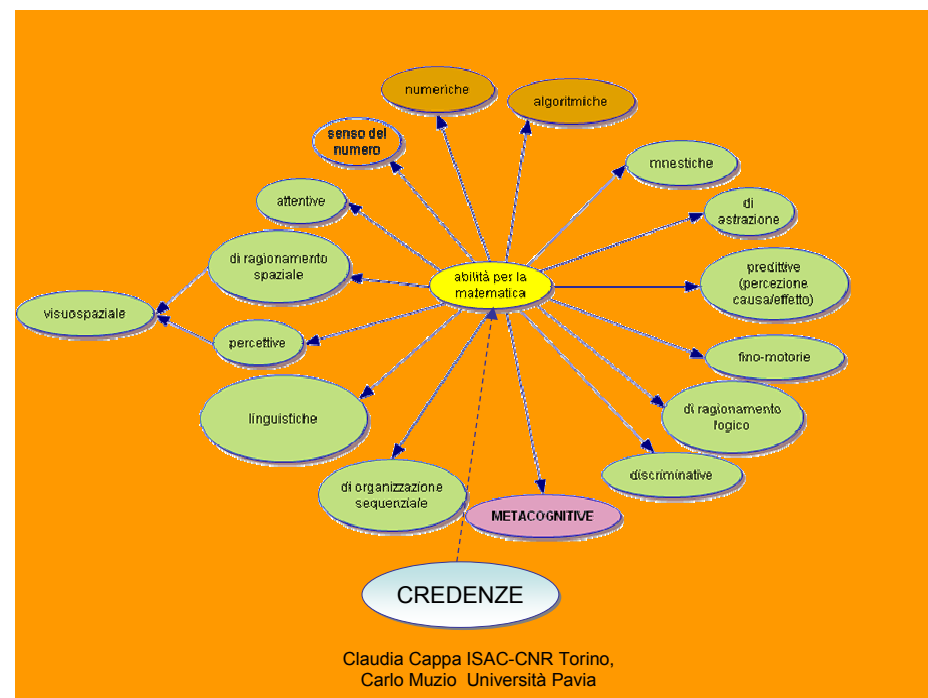 numeriche
algoritmiche
senso del
numero
mnestiche
attentive
di
astrazione
di ragionamento
spaziale
abilità per la
matematica
predittive
(percezione
causa/effetto)
visuospaziale
percettive
fino-motorie
linguistiche
di ragionamento
logico
di organizzazione
sequenziale
discriminative
METACOGNITIVE
CREDENZE
Claudia Cappa ISAC-CNR Torino,
Carlo Muzio Università Pavia